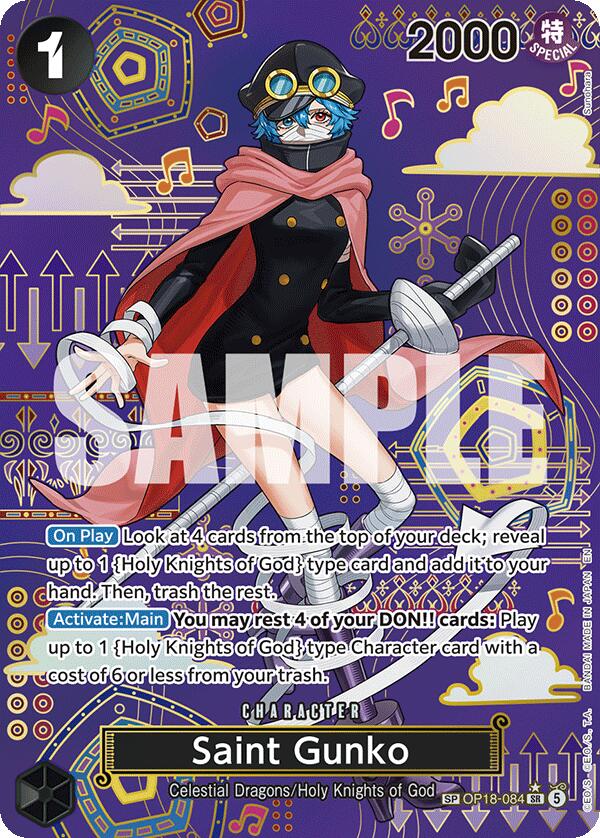 1
2000
特
SPECIAL
Sunohara
SAMPLE
On Play Look at 4 cards from the top of your deck; reveal
up to 1 {Holy Knights of God} type card and add it to your
hand. Then, trash the rest.
Activate:Main You may rest 4 of your DON!! cards: Play
up to 1 {Holy Knights of God} type Character card with a
cost of 6 or less from your trash.
CHARACTER
Saint Gunko
Celestial Dragons/Holy Knights of God
SP OP18-084 SR 5
BANDAI MADE IN JAPAN EN